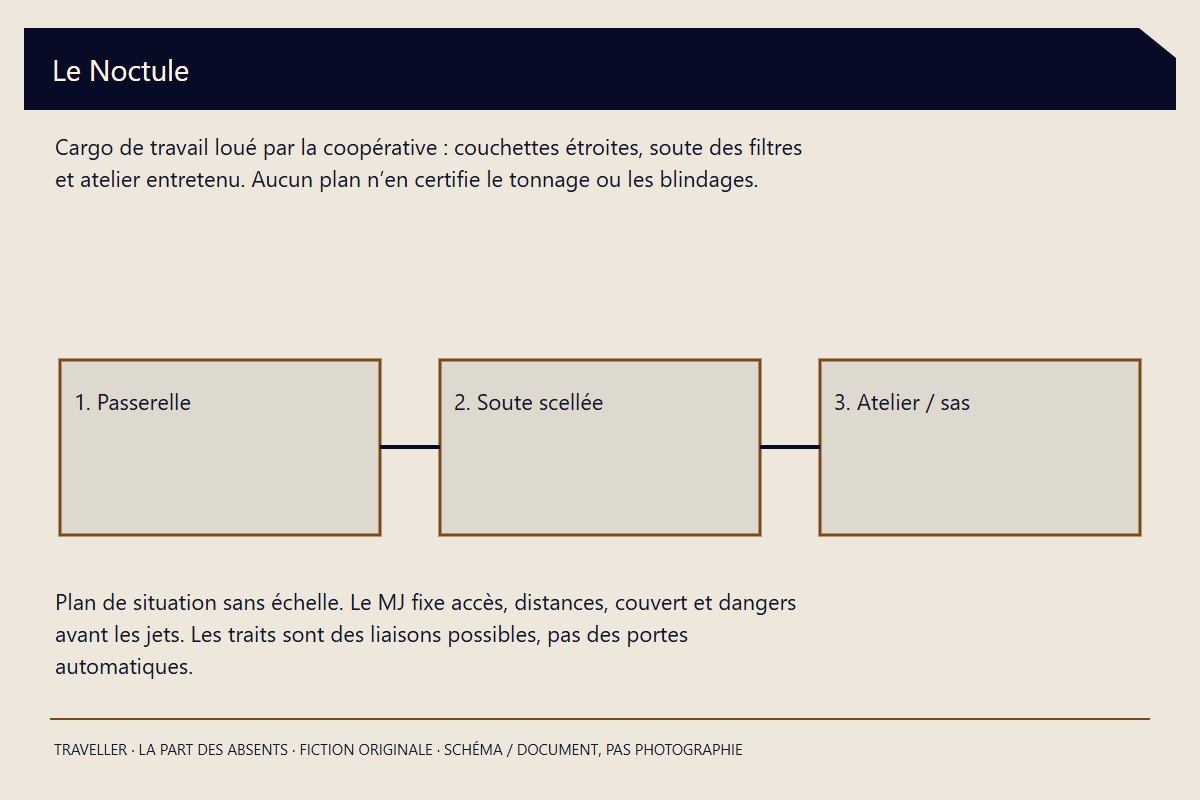 Le Noctule
Cargo de travail loué par la coopérative : couchettes étroites, soute des filtres
et atelier entretenu. Aucun plan n’en certifie le tonnage ou les blindages.
1. Passerelle
2. Soute scellée
3. Atelier / sas
Plan de situation sans échelle. Le MJ fixe accès, distances, couvert et dangers
avant les jets. Les traits sont des liaisons possibles, pas des portes
automatiques.
TRAVELLER · LA PART DES ABSENTS · FICTION ORIGINALE · SCHÉMA / DOCUMENT, PAS PHOTOGRAPHIE